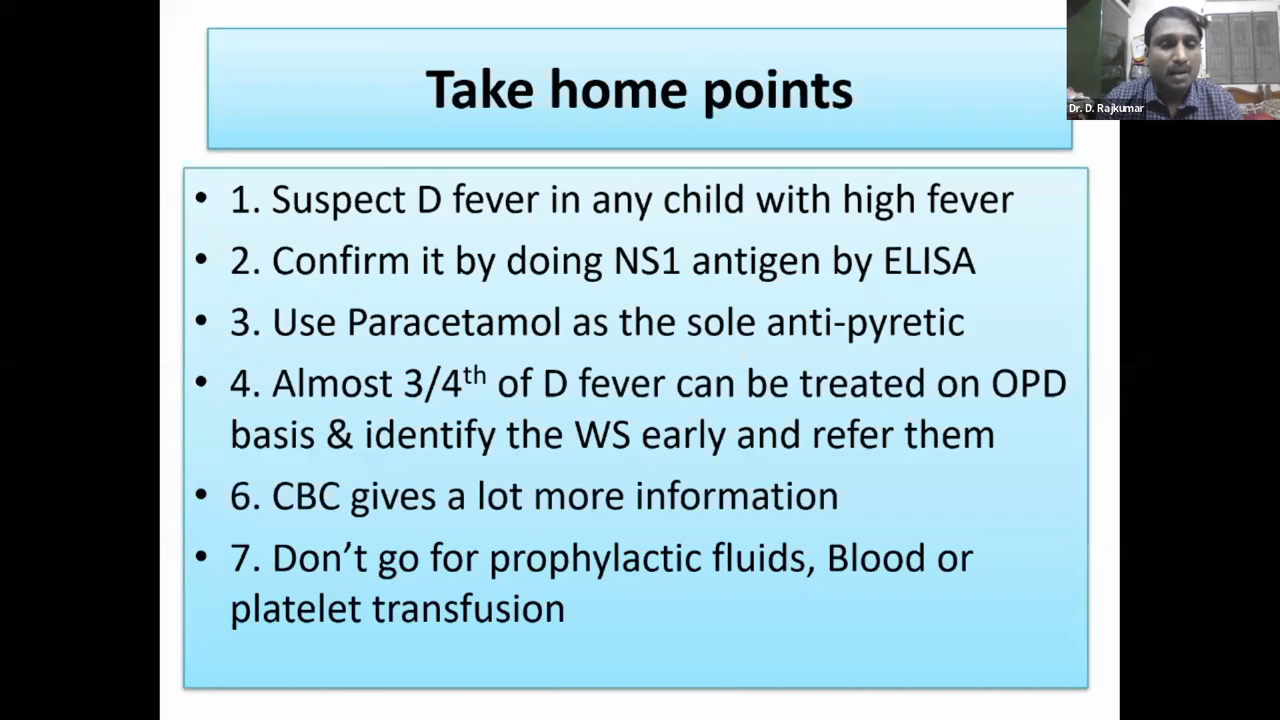 Take home points
Dr. D. Rajkumar
• 1. Suspect D fever in any child with high fever
• 2. Confirm it by doing NS1 antigen by ELISA
• 3. Use Paracetamol as the sole anti-pyretic
• 4. Almost 3/4th of D fever can be treated on OPD
basis & identify the WS early and refer them
• 6. CBC gives a lot more information
• 7. Don’t go for prophylactic fluids, Blood or
platelet transfusion